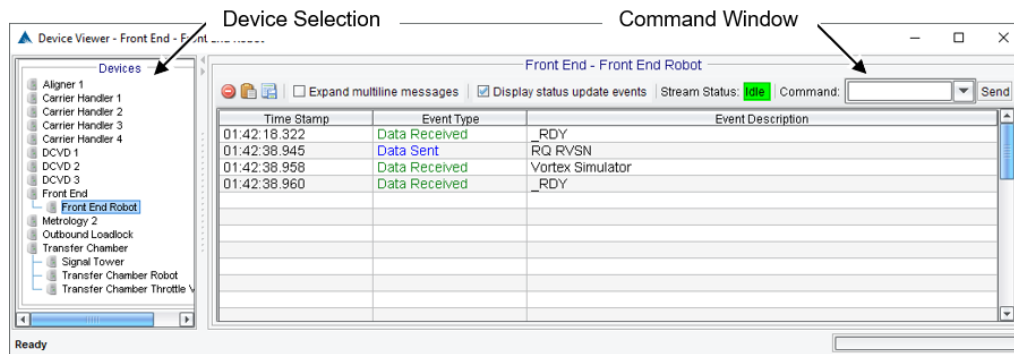 Device Selection
Command Window
Device Viewer - Front End - Front End Robot
Devices
Aligner 1
Carrier Handler 1
Carrier Handler 2
Carrier Handler 3
Carrier Handler 4
DCVD 1
DCVD 2
DCVD 3
Front End
Front End Robot
Metrology 2
Outbound Loadlock
Transfer Chamber
Signal Tower
Transfer Chamber Robot
Transfer Chamber Throttle V
Front End - Front End Robot
Expand multiline messages Display status update events Stream Status: Idle Command: Send
Time Stamp Event Type Event Description
01:42:18.322 Data Received _RDY
01:42:38.945 Data Sent RQ RVSN
01:42:38.958 Data Received Vortex Simulator
01:42:38.960 Data Received _RDY
Ready